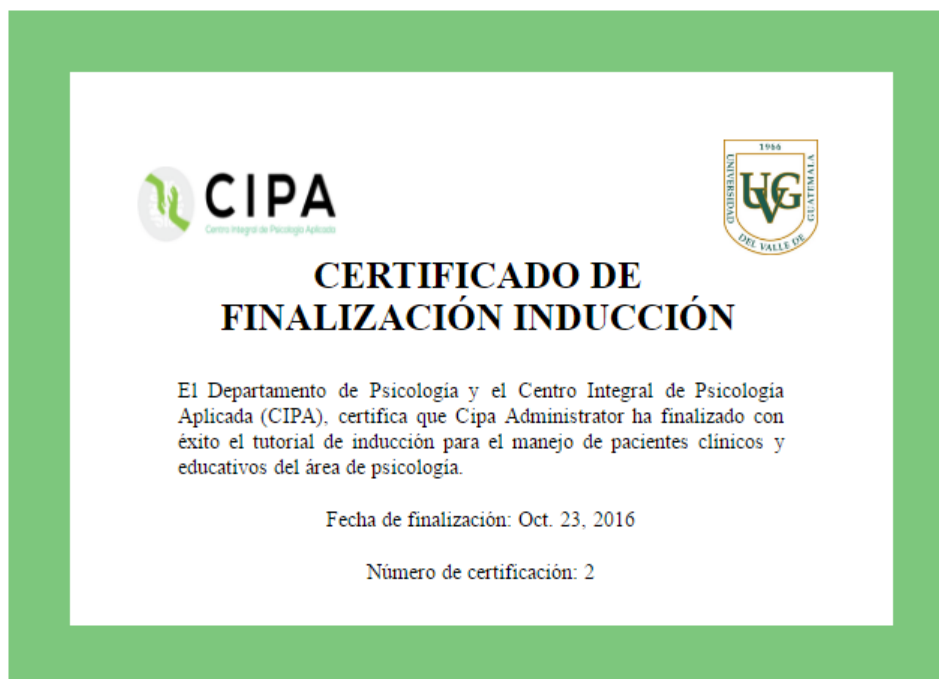 CIPA
Centro Integral de Psicología Aplicada
1966
UNIVERSIDAD
DEL VALLE DE
GUATEMALA
UVG
CERTIFICADO DE
FINALIZACIÓN INDUCCIÓN
El Departamento de Psicología y el Centro Integral de Psicología
Aplicada (CIPA), certifica que Cipa Administrator ha finalizado con
éxito el tutorial de inducción para el manejo de pacientes clínicos y
educativos del área de psicología.
Fecha de finalización: Oct. 23, 2016
Número de certificación: 2